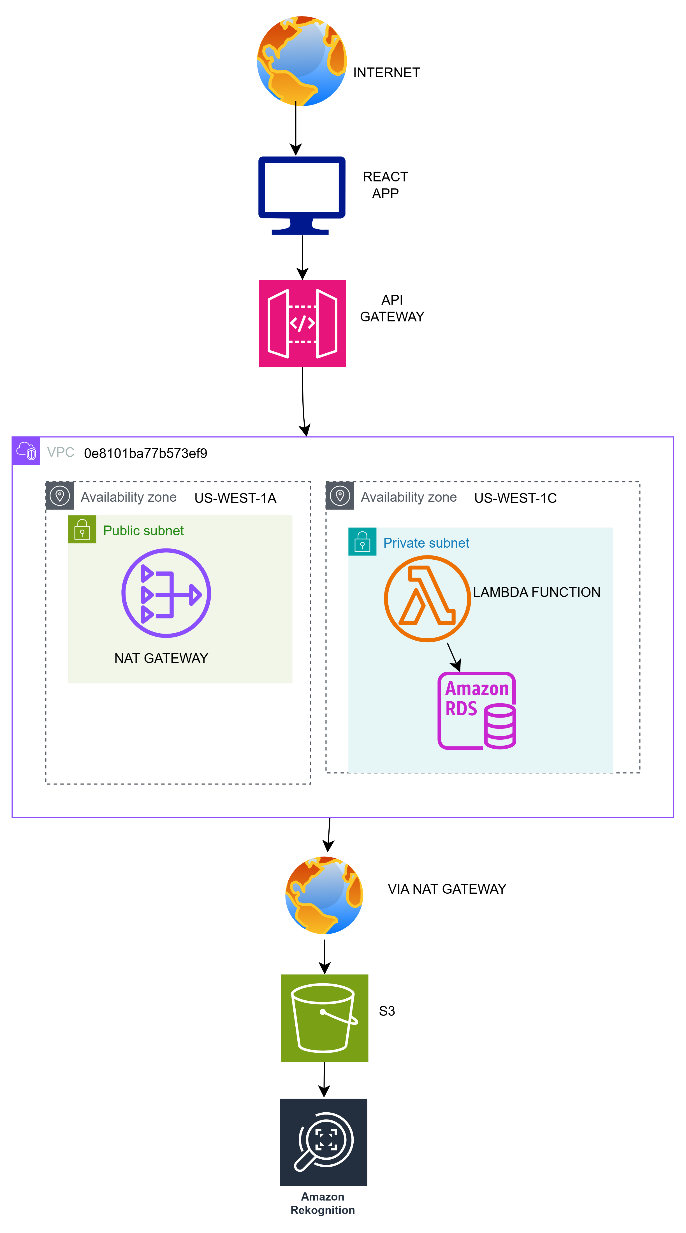 INTERNET
REACT
APP
API
GATEWAY
</>
VPC 0e8101ba77b573ef9
Availability zone US-WEST-1A
Availability zone US-WEST-1C
Public subnet
Private subnet
LAMBDA FUNCTION
NAT GATEWAY
Amazon
RDS
VIA NAT GATEWAY
S3
Amazon
Rekognition